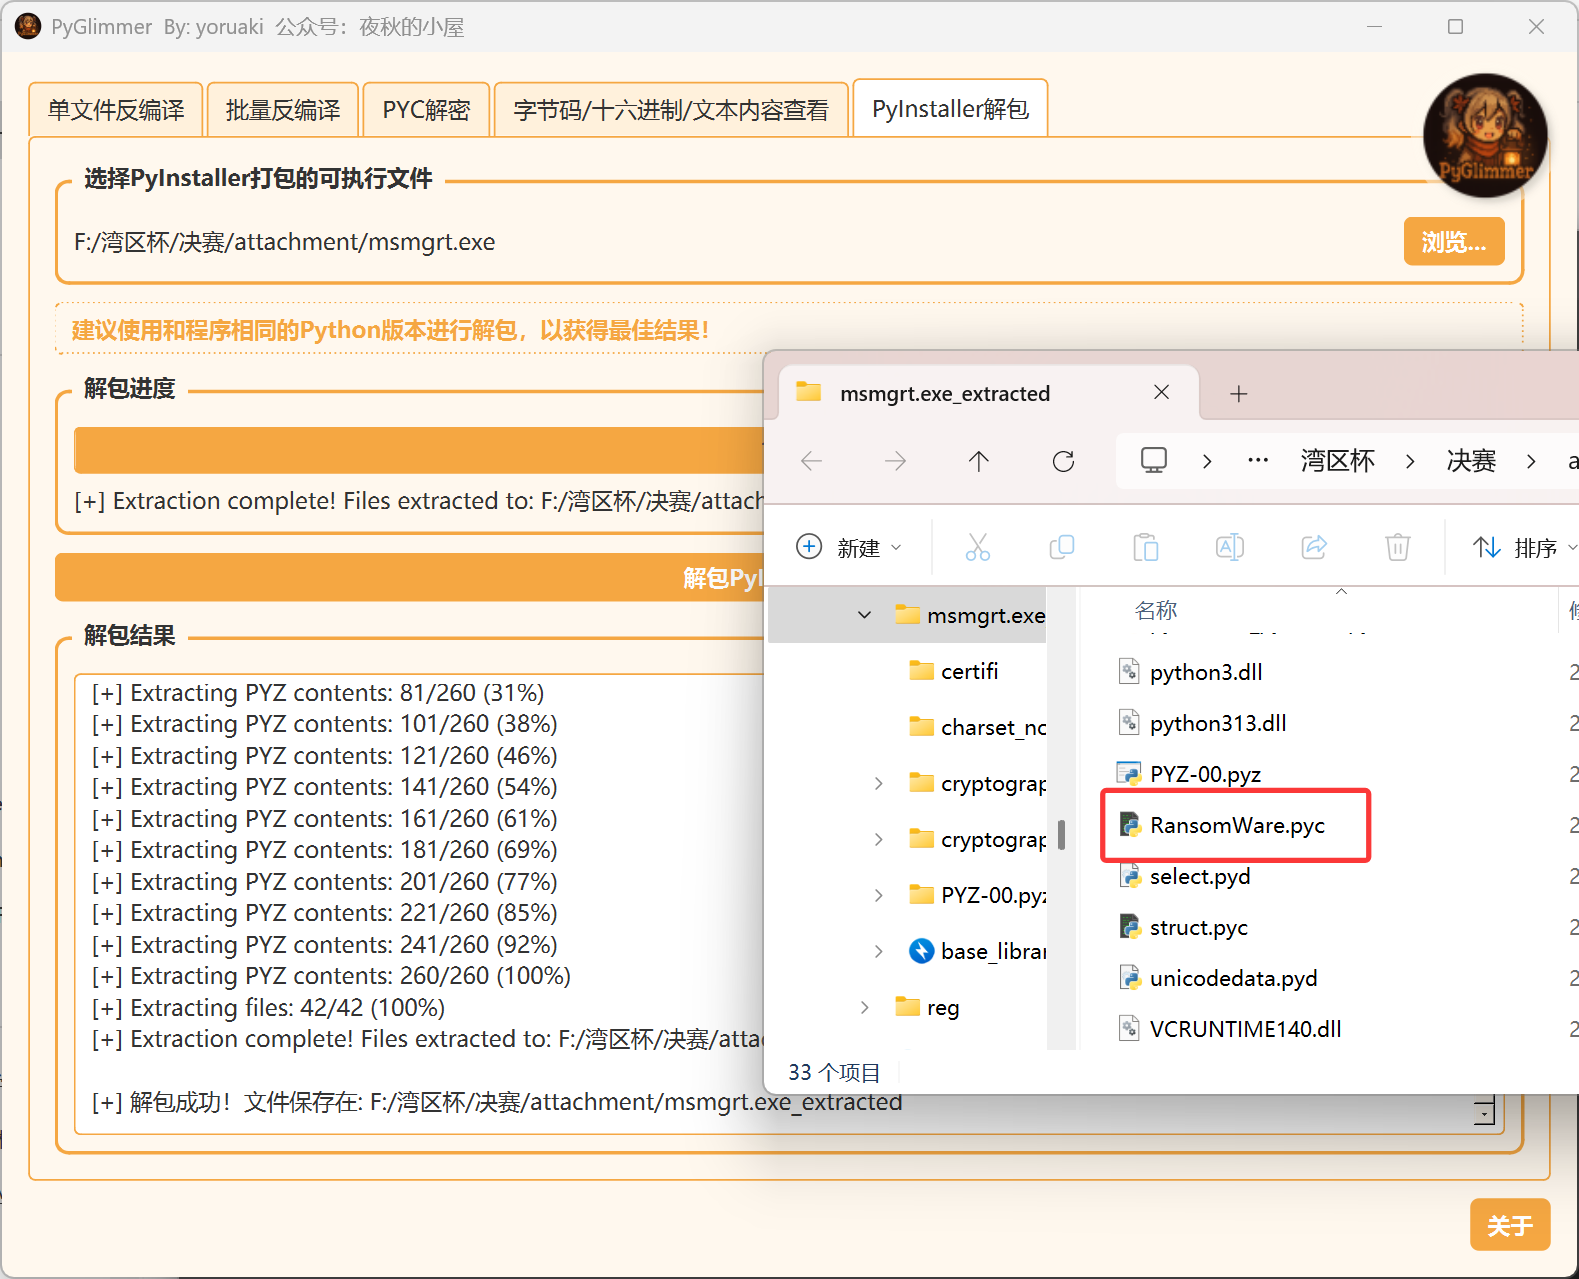 PyGlimmer By: yoruaki 公众号：夜秋的小屋
单文件反编译
批量反编译
PYC解密
字节码/十六进制/文本内容查看
PyInstaller解包
PyGlimmer
选择PyInstaller打包的可执行文件
F:/湾区杯/决赛/attachment/msmgrt.exe
浏览...
建议使用和程序相同的Python版本进行解包，以获得最佳结果！
解包进度
[+] Extraction complete! Files extracted to: F:/湾区杯/决赛/attach
解包PyI
解包结果
[+] Extracting PYZ contents: 81/260 (31%)
[+] Extracting PYZ contents: 101/260 (38%)
[+] Extracting PYZ contents: 121/260 (46%)
[+] Extracting PYZ contents: 141/260 (54%)
[+] Extracting PYZ contents: 161/260 (61%)
[+] Extracting PYZ contents: 181/260 (69%)
[+] Extracting PYZ contents: 201/260 (77%)
[+] Extracting PYZ contents: 221/260 (85%)
[+] Extracting PYZ contents: 241/260 (92%)
[+] Extracting PYZ contents: 260/260 (100%)
[+] Extracting files: 42/42 (100%)
[+] Extraction complete! Files extracted to: F:/湾区杯/决赛/atta
[+] 解包成功！文件保存在: F:/湾区杯/决赛/attachment/msmgrt.exe_extracted
关于
msmgrt.exe_extracted
湾区杯
决赛
a
新建
排序
msmgrt.exe
certifi
charset_nc
cryptograp
cryptograp
PYZ-00.pyz
base_librar
reg
名称
python3.dll
python313.dll
PYZ-00.pyz
RansomWare.pyc
select.pyd
struct.pyc
unicodedata.pyd
VCRUNTIME140.dll
33 个项目